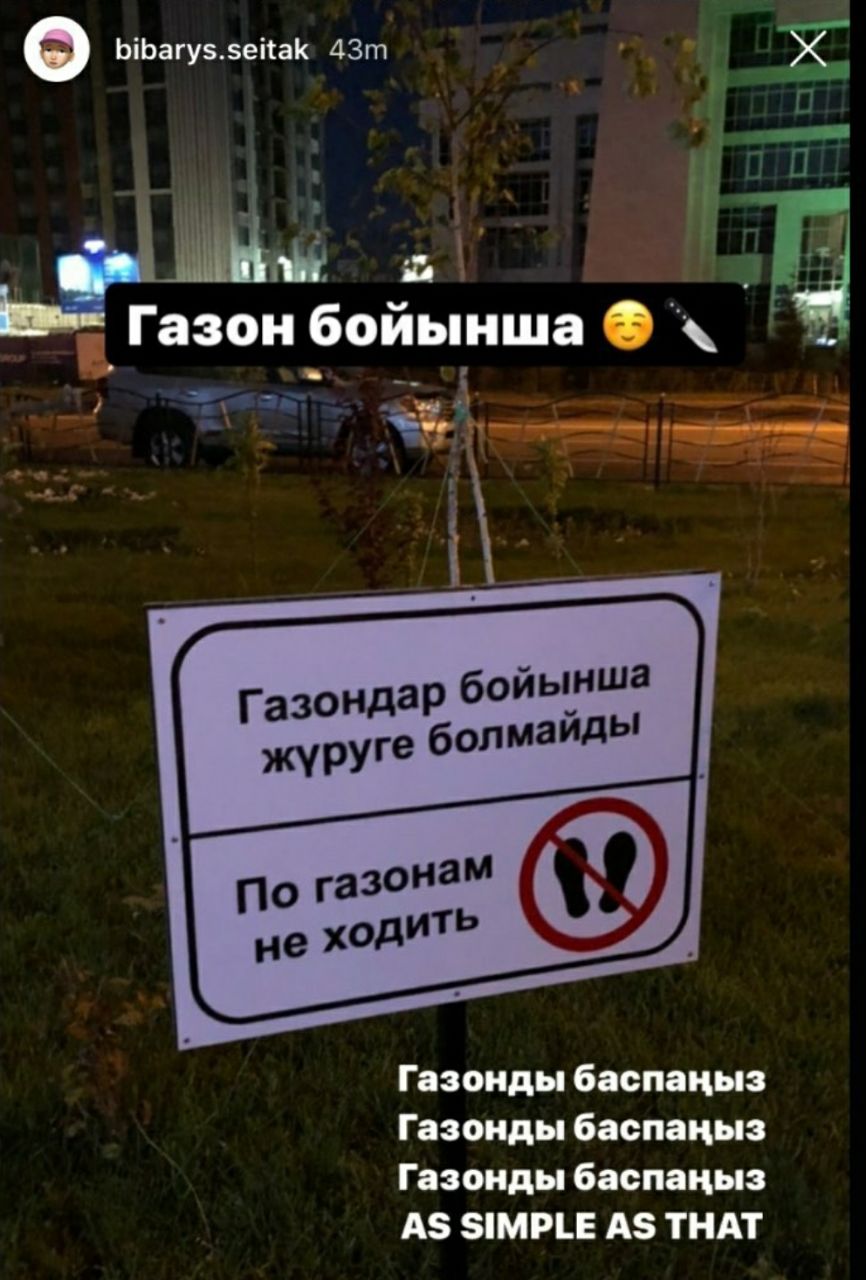 bibarys.seitak 43m
Газон бойынша ☺️🔪
Газондар бойынша
жүруге болмайды
По газонам
не ходить
Газонды баспаңыз
Газонды баспаңыз
Газонды баспаңыз
AS SIMPLE AS THAT